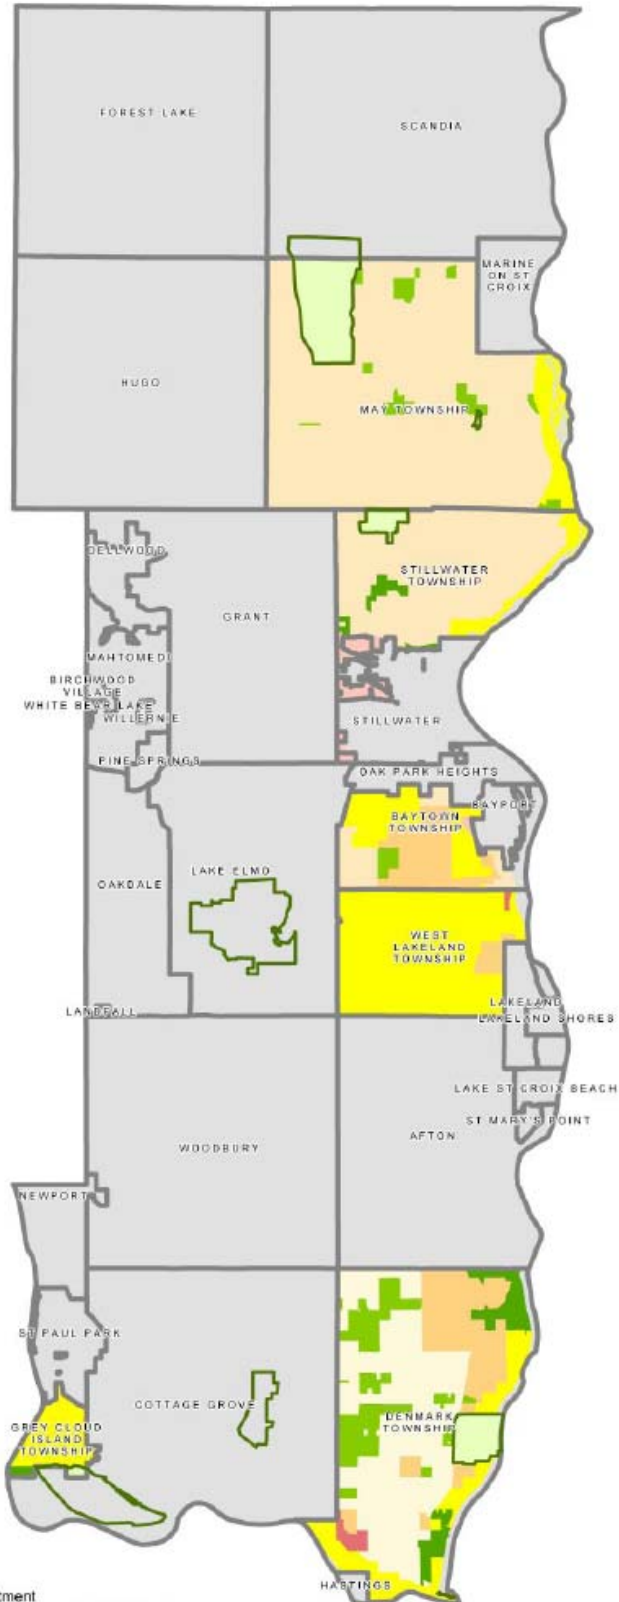 FOREST LAKE
SCANDIA
MARINE
ON ST
CROIX
HUGO
MAY TOWNSHIP
DELLWOOD
STILLWATER
TOWNSHIP
GRANT
MAHTOMEDI
BIRCHWOOD
VILLAGE
WHITE BEAR LAKE
WILLERNIE
STILLWATER
PINE SPRINGS
OAK PARK HEIGHTS
BAYPORT
BAYTOWN
TOWNSHIP
LAKE ELMO
OAKDALE
WEST
LAKELAND
TOWNSHIP
LAKELAND
LANDFALL
LAKELAND SHORES
LAKE ST CROIX BEACH
ST MARY'S POINT
AFTON
WOODBURY
NEWPORT
ST PAUL PARK
COTTAGE GROVE
DENMARK
TOWNSHIP
GREY CLOUD
ISLAND
TOWNSHIP
HASTINGS